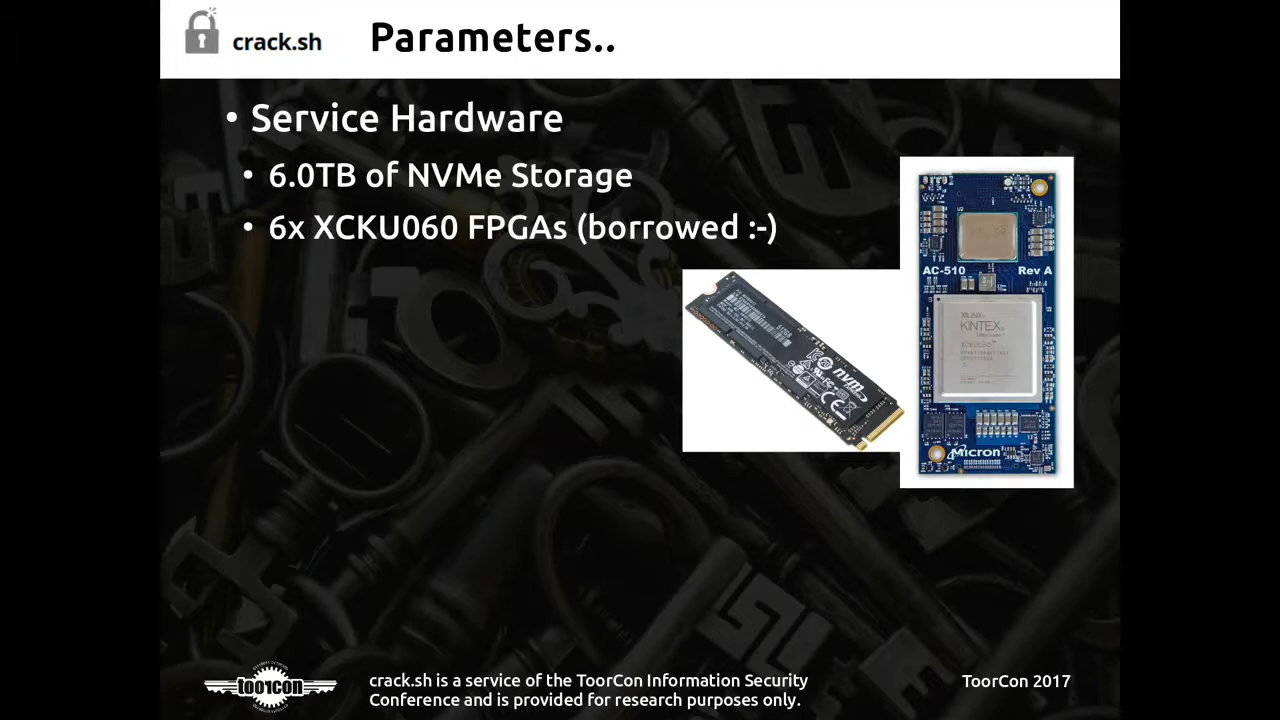 crack.sh
Parameters..
• Service Hardware
• 6.0TB of NVMe Storage
• 6x XCKU060 FPGAs (borrowed :-)
AC-510
Rev A
XILINX
KINTEX
nvm
Micron
toorcon
crack.sh is a service of the ToorCon Information Security
Conference and is provided for research purposes only.
ToorCon 2017